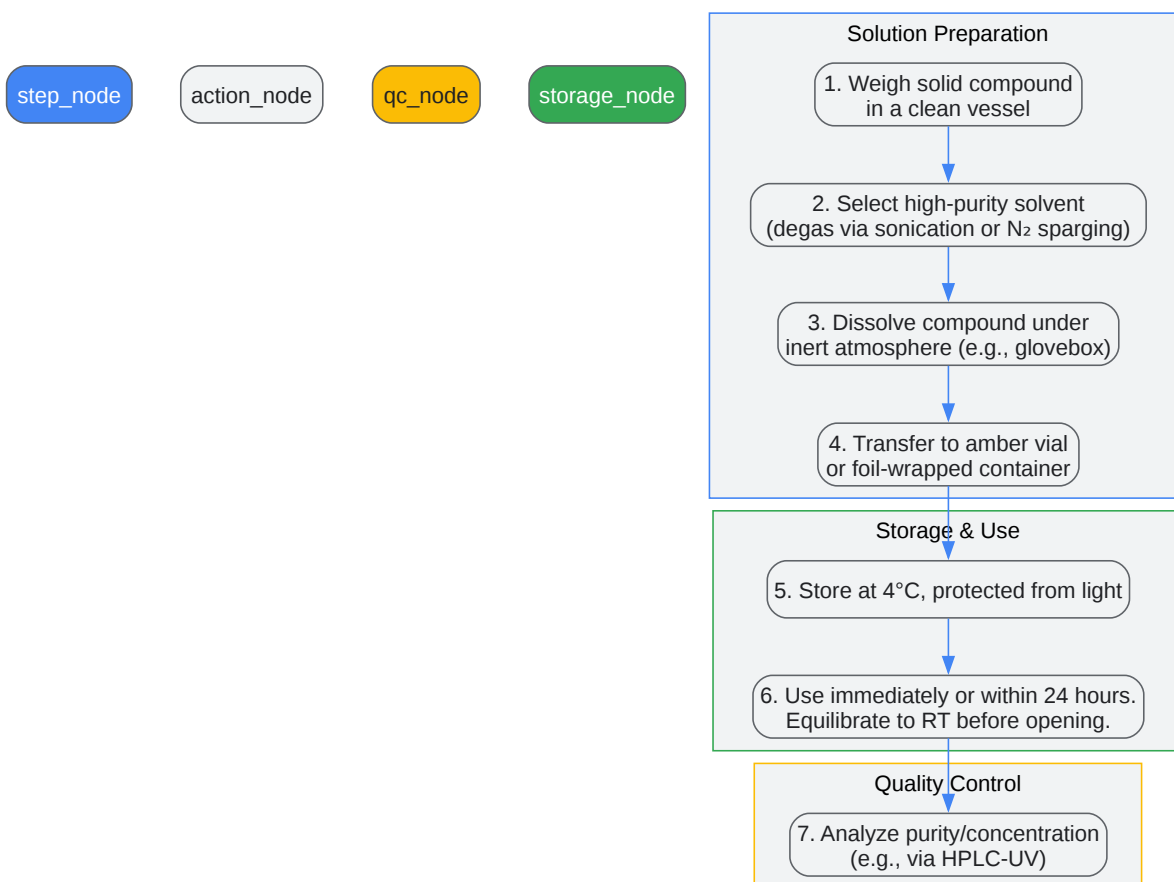 step_node
action_node
qc_node
storage_node
Solution Preparation
1. Weigh solid compound
in a clean vessel
2. Select high-purity solvent
(degas via sonication or N₂ sparging)
3. Dissolve compound under
inert atmosphere (e.g., glovebox)
4. Transfer to amber vial
or foil-wrapped container
Storage & Use
5. Store at 4°C, protected from light
6. Use immediately or within 24 hours.
Equilibrate to RT before opening.
Quality Control
7. Analyze purity/concentration
(e.g., via HPLC-UV)